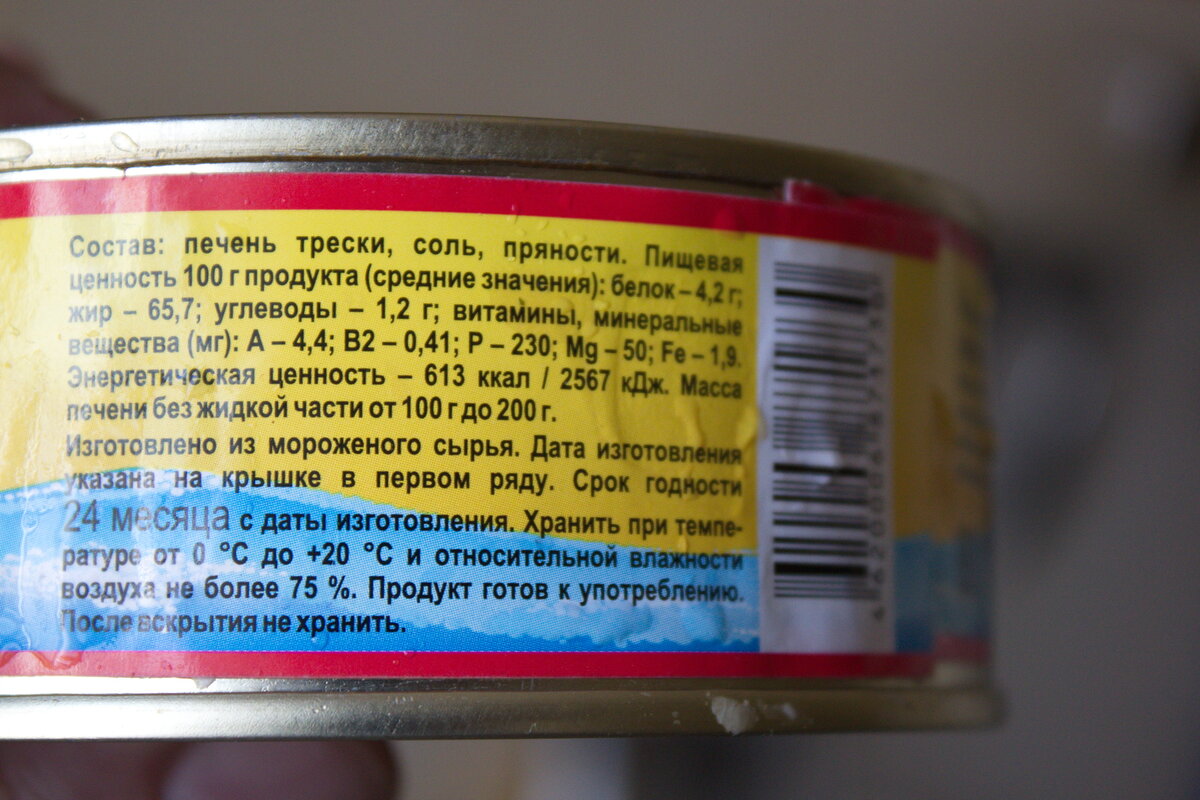 Состав: печень трески, соль, пряности. Пищевая
ценность 100 г продукта (средние значения): белок – 4,2 г;
жир – 65,7; углеводы – 1,2 г; витамины, минеральные
вещества (мг): А – 4,4; В2 – 0,41; Р – 230; Mg – 50; Fe – 1,9.
Энергетическая ценность – 613 ккал / 2567 кДж. Масса
печени без жидкой части от 100 г до 200 г.
Изготовлено из мороженого сырья. Дата изготовления
указана на крышке в первом ряду. Срок годности
24 месяца с даты изготовления. Хранить при темпе-
ратуре от 0 °С до +20 °С и относительной влажности
воздуха не более 75 %. Продукт готов к употреблению.
После вскрытия не хранить.